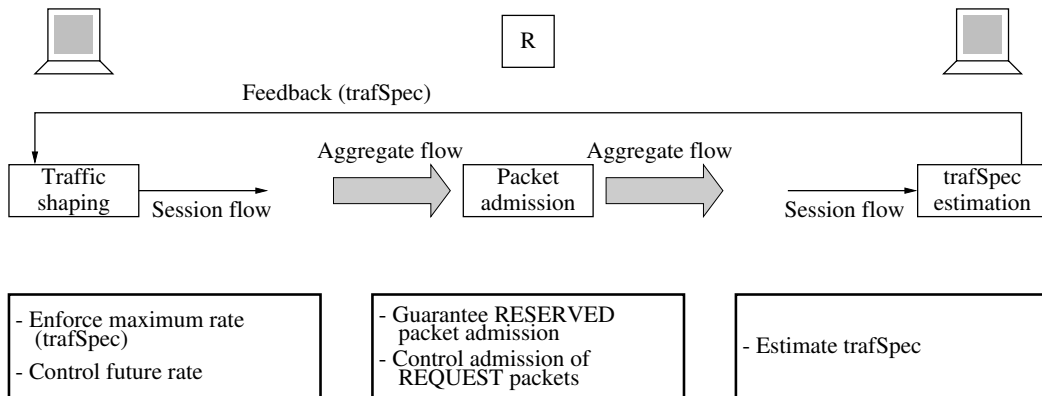 R
Feedback (trafSpec)
Traffic
shaping
Session flow
Aggregate flow
Packet
admission
Aggregate flow
Session flow
trafSpec
estimation
- Enforce maximum rate
(trafSpec)
- Control future rate
- Guarantee RESERVED
packet admission
- Control admission of
REQUEST packets
- Estimate trafSpec